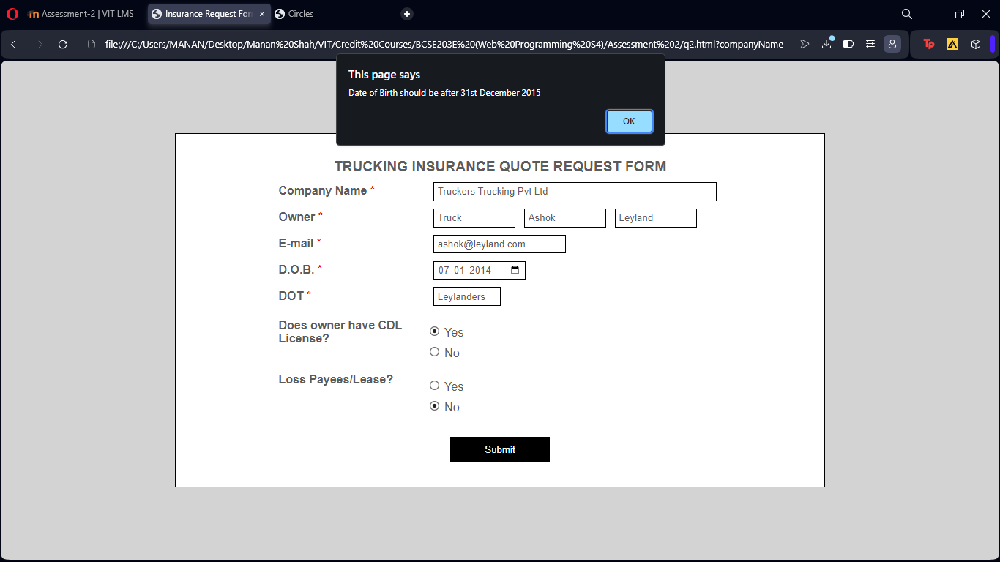 Assessment-2 | VIT LMS
Insurance Request For
Circles
file:///C:/Users/MANAN/Desktop/Manan%20Shah/VIT/Credit%20Courses/BCSE203E%20(Web%20Programming%20S4)/Assessment%202/q2.html?companyName
Tp
This page says
Date of Birth should be after 31st December 2015
OK
TRUCKING INSURANCE QUOTE REQUEST FORM
Company Name * Truckers Trucking Pvt Ltd
Owner * Truck Ashok Leyland
E-mail * ashok@leyland.com
D.O.B. * 07-01-2014
DOT * Leylanders
Does owner have CDL
License?
Yes
No
Loss Payees/Lease?
Yes
No
Submit